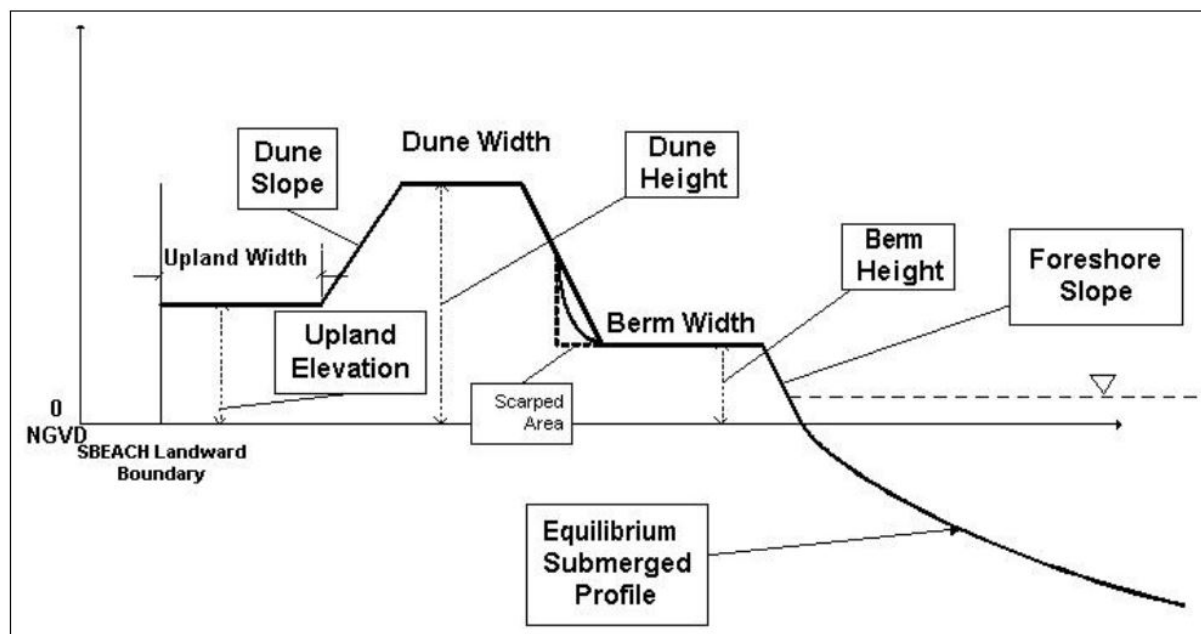 Dune
Slope
Dune Width
Dune
Height
Upland Width
Berm
Height
Foreshore
Slope
Upland
Elevation
Berm Width
Scarped
Area
0
NGVD
SBEACH Landward
Boundary
Equilibrium
Submerged
Profile